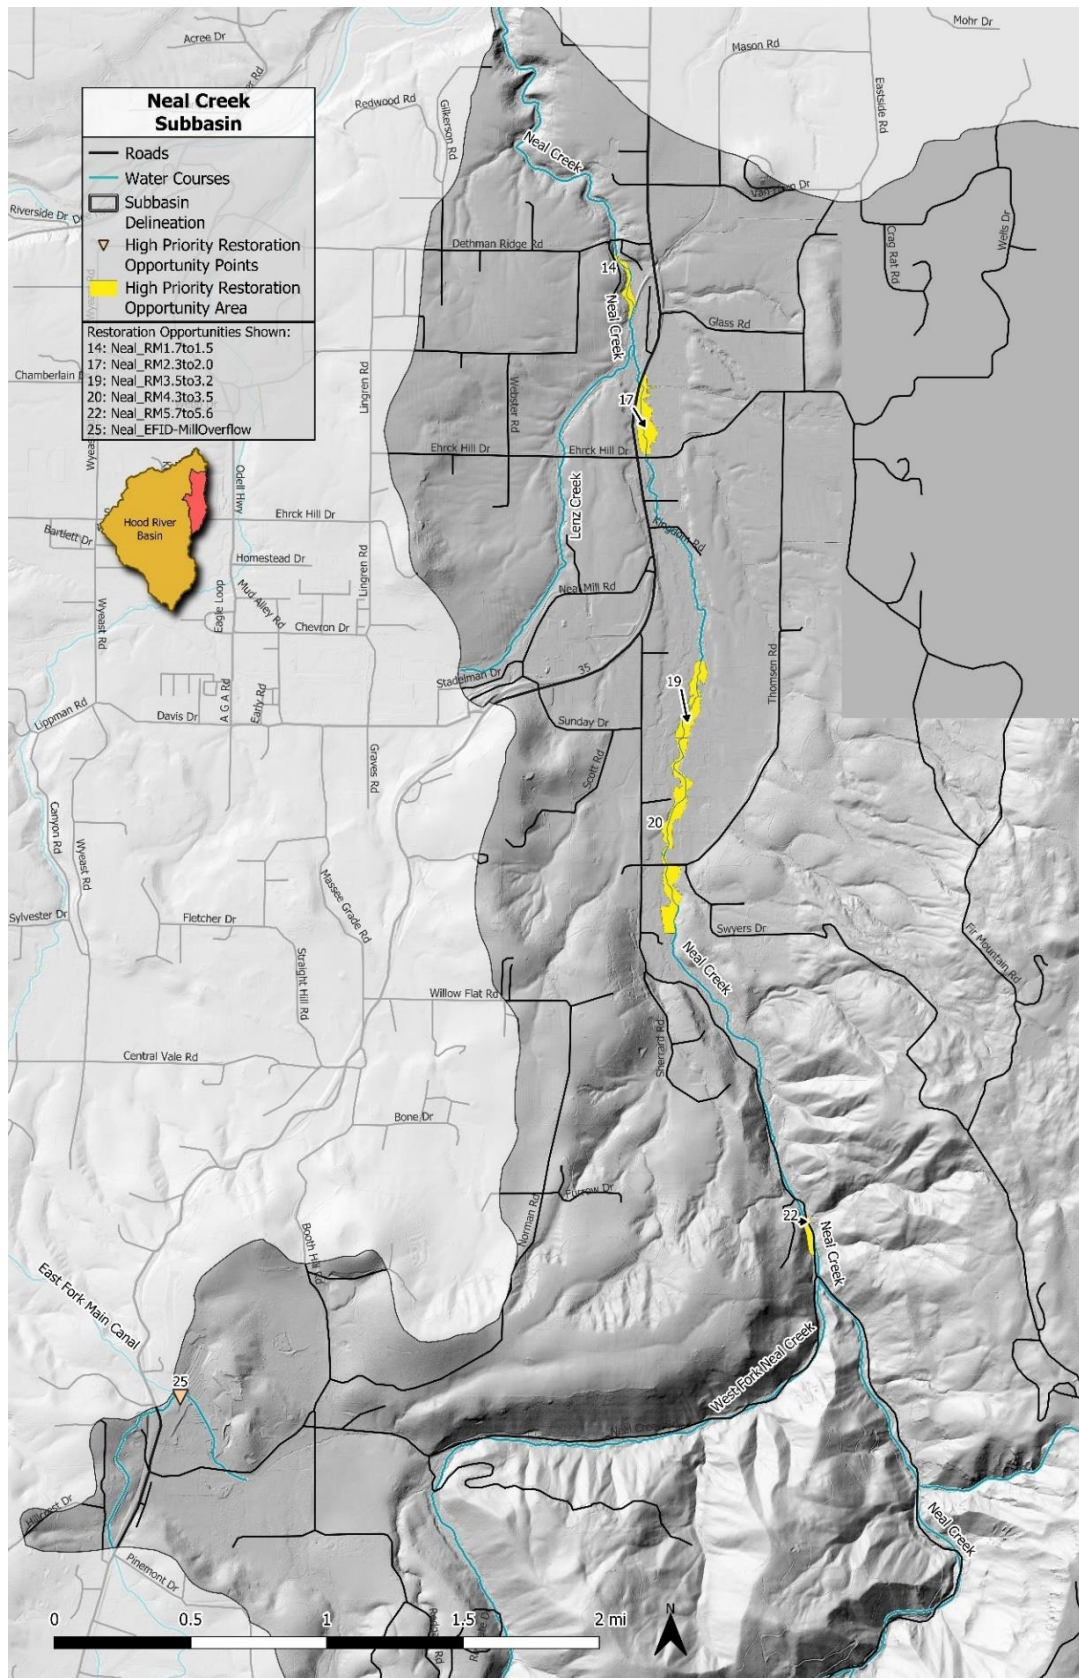 Mohr Dr
Acree Dr
Mason Rd
Neal Creek
Subbasin
Redwood Rd
Gilkerson Rd
Eastside Rd
Roads
Water Courses
Subbasin
Delineation
High Priority Restoration
Opportunity Points
High Priority Restoration
Opportunity Area
Restoration Opportunities Shown:
14: Neal_RM1.7to1.5
17: Neal_RM2.3to2.0
19: Neal_RM3.5to3.2
20: Neal_RM4.3to3.5
22: Neal_RM5.7to5.6
25: Neal_EFID-MillOverflow
Neal Creek
Riverside Dr
Dethman Ridge Rd
Crag Rat Rd
Wells Dr
14
Neal Creek
Glass Rd
Chamberlain D
Lingren Rd
Webster Rd
17
Ehrck Hill Dr
Ehrck Hill Dr
Odell Hwy
Hood River
Basin
Ehrck Hill Dr
Bartlett Dr
Lenz Creek
Kingdom Rd
Homestead Dr
Lingren Rd
Neal Mill Rd
Mud Alley Rd
Eagle Loop
Wyeast Rd
Chevron Dr
Thomsen Rd
Stadelman Dr
35
19
A G A Rd
Early Rd
Lippman Rd
Davis Dr
Sunday Dr
Scott Rd
Graves Rd
Canyon Rd
Wyeast Rd
20
Massee Grade Rd
Sylvester Dr
Fletcher Dr
Swyers Dr
Fir Mountain Rd
Straight Hill Rd
Neal Creek
Willow Flat Rd
Sherrard Rd
Central Vale Rd
Bone Dr
Furrow Dr
Norman Rd
22
Neal Creek
Booth Hill Rd
East Fork Main Canal
West Fork Neal Creek
25
Neal Creek
Hillcrest Dr
Neal Creek
Pinemont Dr
0 0.5 1 1.5 2 mi
N